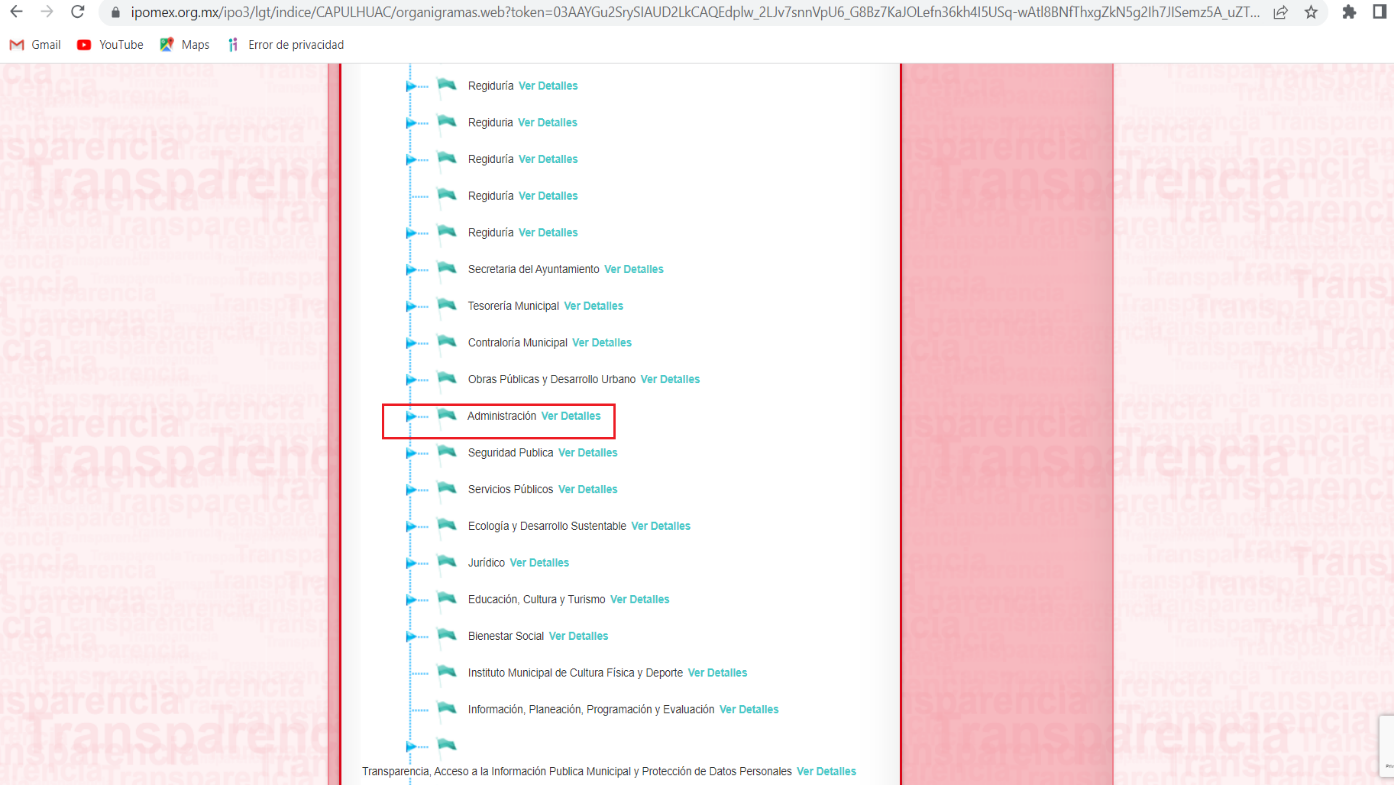 ipomex.org.mx/ipo3/lgt/indice/CAPULHUAC/organigramas.web?token=03AAYGu2SrySIAUD2LkCAQEdplw_2LJv7snnVpU6_G8Bz7KaJOLefn36kh4I5USq-wAtl8BNfThxgZkN5g2Ih7JISemz5A_uZT...
Gmail YouTube Maps Error de privacidad
Regiduría Ver Detalles
Regiduria Ver Detalles
Regiduría Ver Detalles
Regiduría Ver Detalles
Regiduría Ver Detalles
Secretaria del Ayuntamiento Ver Detalles
Tesorería Municipal Ver Detalles
Contraloría Municipal Ver Detalles
Obras Públicas y Desarrollo Urbano Ver Detalles
Administración Ver Detalles
Seguridad Publica Ver Detalles
Servicios Públicos Ver Detalles
Ecología y Desarrollo Sustentable Ver Detalles
Jurídico Ver Detalles
Educación, Cultura y Turismo Ver Detalles
Bienestar Social Ver Detalles
Instituto Municipal de Cultura Física y Deporte Ver Detalles
Información, Planeación, Programación y Evaluación Ver Detalles
Transparencia, Acceso a la Información Publica Municipal y Protección de Datos Personales Ver Detalles